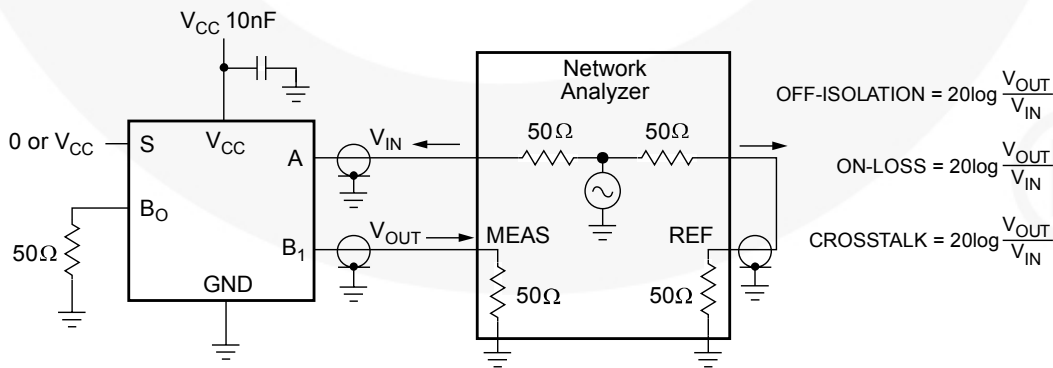 V_CC 10nF
0 or V_CC
S
V_CC
A
B_O
B_1
GND
50Ω
V_IN
V_OUT
Network
Analyzer
50Ω
50Ω
MEAS
REF
50Ω
50Ω
OFF-ISOLATION = 20log V_OUT/V_IN
ON-LOSS = 20log V_OUT/V_IN
CROSSTALK = 20log V_OUT/V_IN